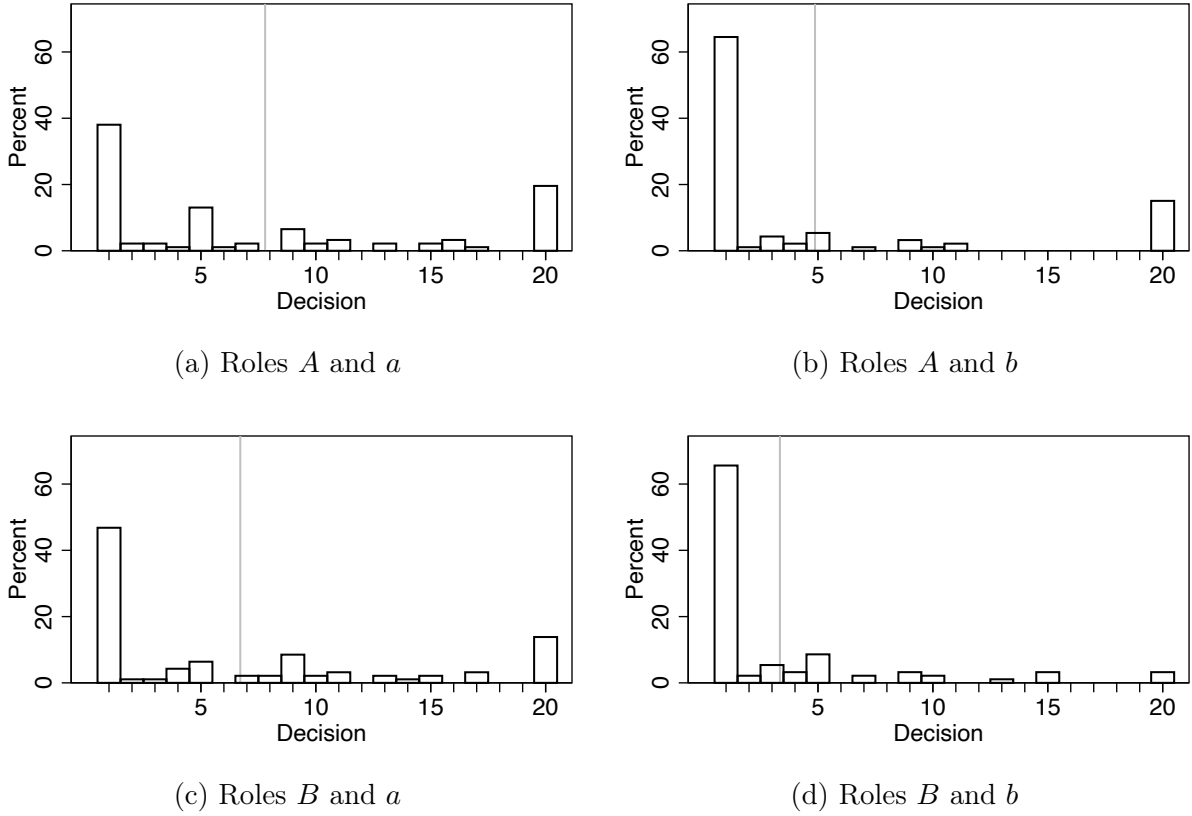 Percent
0 20 40 60
5 10 15 20
Decision
(a) Roles A and a
Percent
0 20 40 60
5 10 15 20
Decision
(b) Roles A and b
Percent
0 20 40 60
5 10 15 20
Decision
(c) Roles B and a
Percent
0 20 40 60
5 10 15 20
Decision
(d) Roles B and b